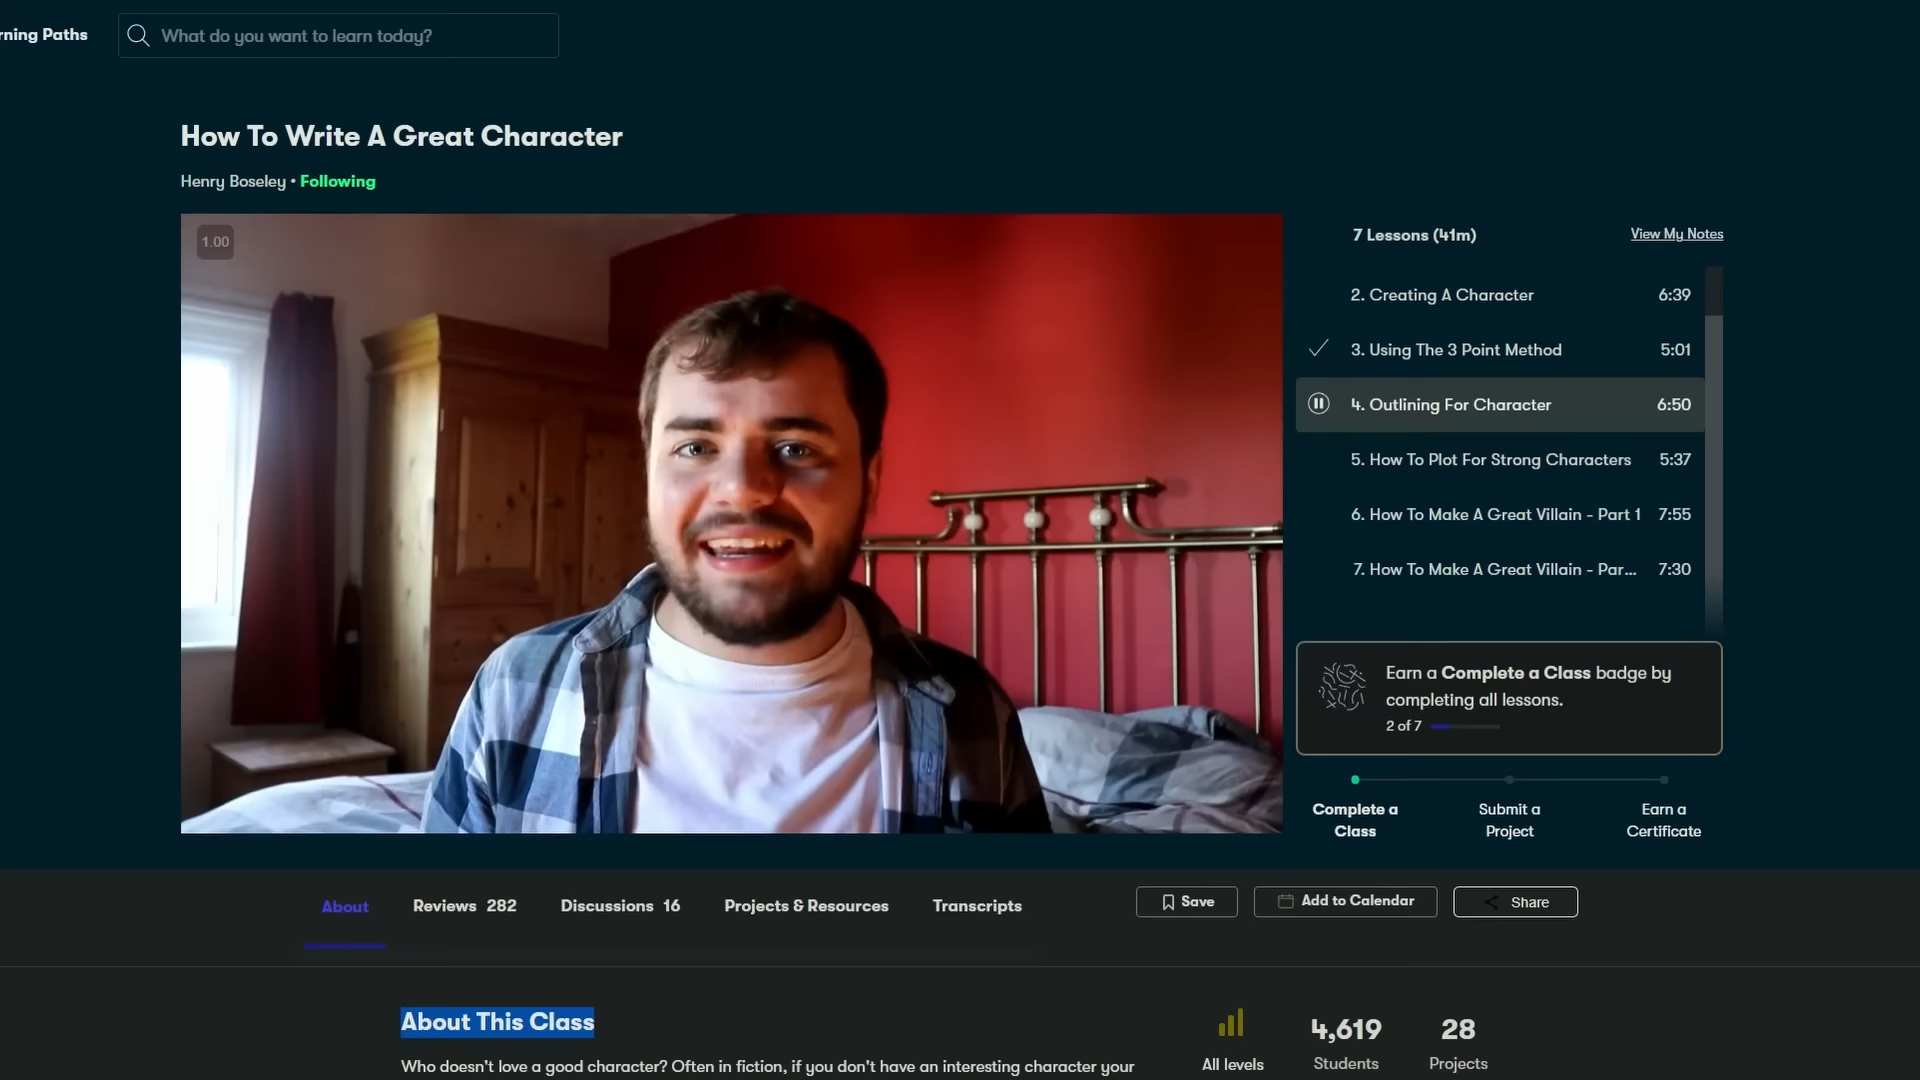 rning Paths
What do you want to learn today?
How To Write A Great Character
Henry Boseley • Following
1.00
7 Lessons (41m)
View My Notes
2. Creating A Character 6:39
3. Using The 3 Point Method 5:01
4. Outlining For Character 6:50
5. How To Plot For Strong Characters 5:37
6. How To Make A Great Villain - Part 1 7:55
7. How To Make A Great Villain - Par... 7:30
Earn a Complete a Class badge by
completing all lessons.
2 of 7
Complete a
Class
Submit a
Project
Earn a
Certificate
About
Reviews 282
Discussions 16
Projects & Resources
Transcripts
Save
Add to Calendar
Share
About This Class
Who doesn't love a good character? Often in fiction, if you don't have an interesting character your
All levels
4,619
Students
28
Projects